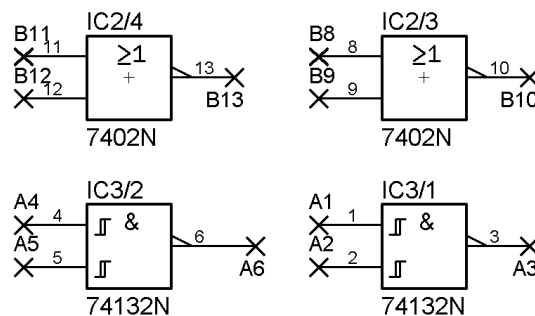 IC2/4
B11
11
≥1
+
B12
12
13
B13
7402N
IC2/3
B8
8
≥1
+
B9
9
10
B10
7402N
IC3/2
A4
4
&
A5
5
6
A6
74132N
IC3/1
A1
1
&
A2
2
3
A3
74132N